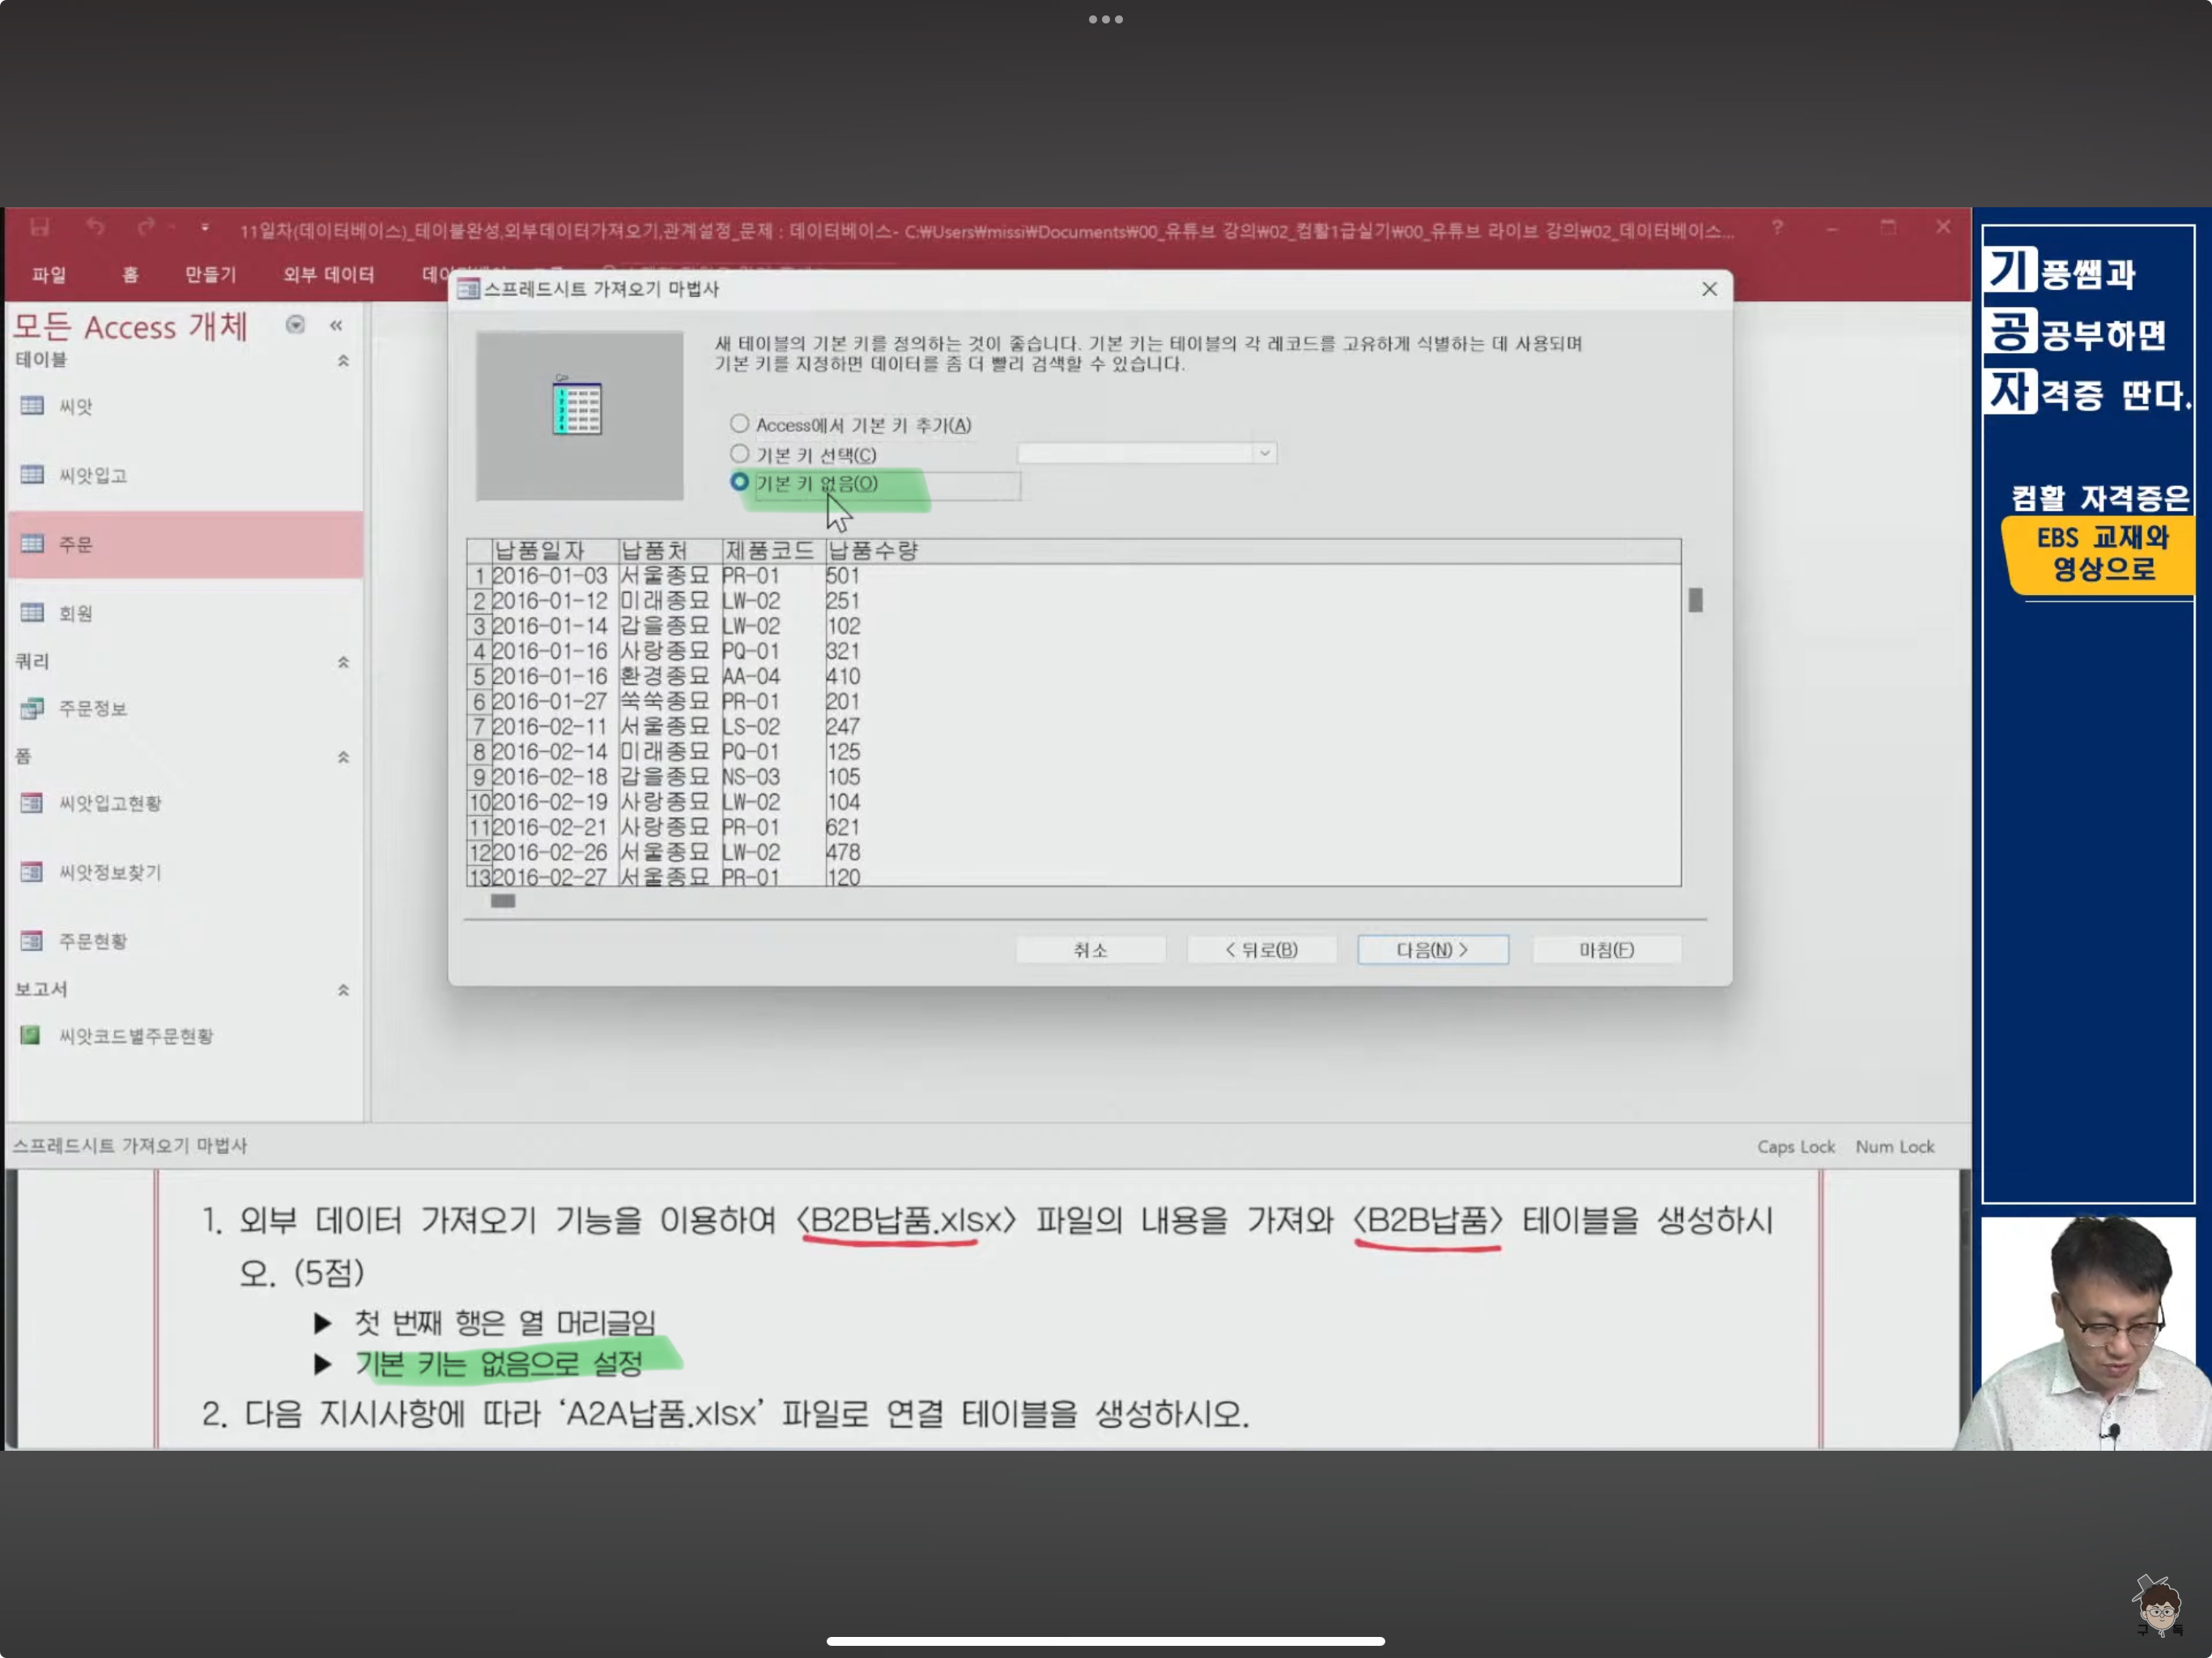 11일차(데이터베이스)_테이블완성,외부데이터가져오기,관계설정_문제 : 데이터베이스- C:₩Users₩missi₩Documents₩00_유튜브 강의₩02_컴활1급실기₩00_유튜브 라이브 강의₩02_데이터베이스...
파일 홈 만들기 외부 데이터
모든 Access 개체
테이블
씨앗
씨앗입고
주문
회원
쿼리
주문정보
폼
씨앗입고현황
씨앗정보찾기
주문현황
보고서
씨앗코드별주문현황
스프레드시트 가져오기 마법사
새 테이블의 기본 키를 정의하는 것이 좋습니다. 기본 키는 테이블의 각 레코드를 고유하게 식별하는 데 사용되며
기본 키를 지정하면 데이터를 좀 더 빨리 검색할 수 있습니다.
Access에서 기본 키 추가(A)
기본 키 선택(C)
기본 키 없음(O)
납품일자 납품처 제품코드 납품수량
1 2016-01-03 서울종묘 PR-01 501
2 2016-01-12 미래종묘 LW-02 251
3 2016-01-14 갑을종묘 LW-02 102
4 2016-01-16 사랑종묘 PQ-01 321
5 2016-01-16 환경종묘 AA-04 410
6 2016-01-27 쑥쑥종묘 PR-01 201
7 2016-02-11 서울종묘 LS-02 247
8 2016-02-14 미래종묘 PQ-01 125
9 2016-02-18 갑을종묘 NS-03 105
10 2016-02-19 사랑종묘 LW-02 104
11 2016-02-21 사랑종묘 PR-01 621
12 2016-02-26 서울종묘 LW-02 478
13 2016-02-27 서울종묘 PR-01 120
취소 < 뒤로(B) 다음(N) > 마침(F)
스프레드시트 가져오기 마법사
Caps Lock Num Lock
1. 외부 데이터 가져오기 기능을 이용하여 〈B2B납품.xlsx〉 파일의 내용을 가져와 〈B2B납품〉 테이블을 생성하시
오. (5점)
▶ 첫 번째 행은 열 머리글임
▶ 기본 키는 없음으로 설정
2. 다음 지시사항에 따라 ‘A2A납품.xlsx’ 파일로 연결 테이블을 생성하시오.
기풍쌤과
공공부하면
자격증 딴다.
컴활 자격증은
EBS 교재와
영상으로
구독